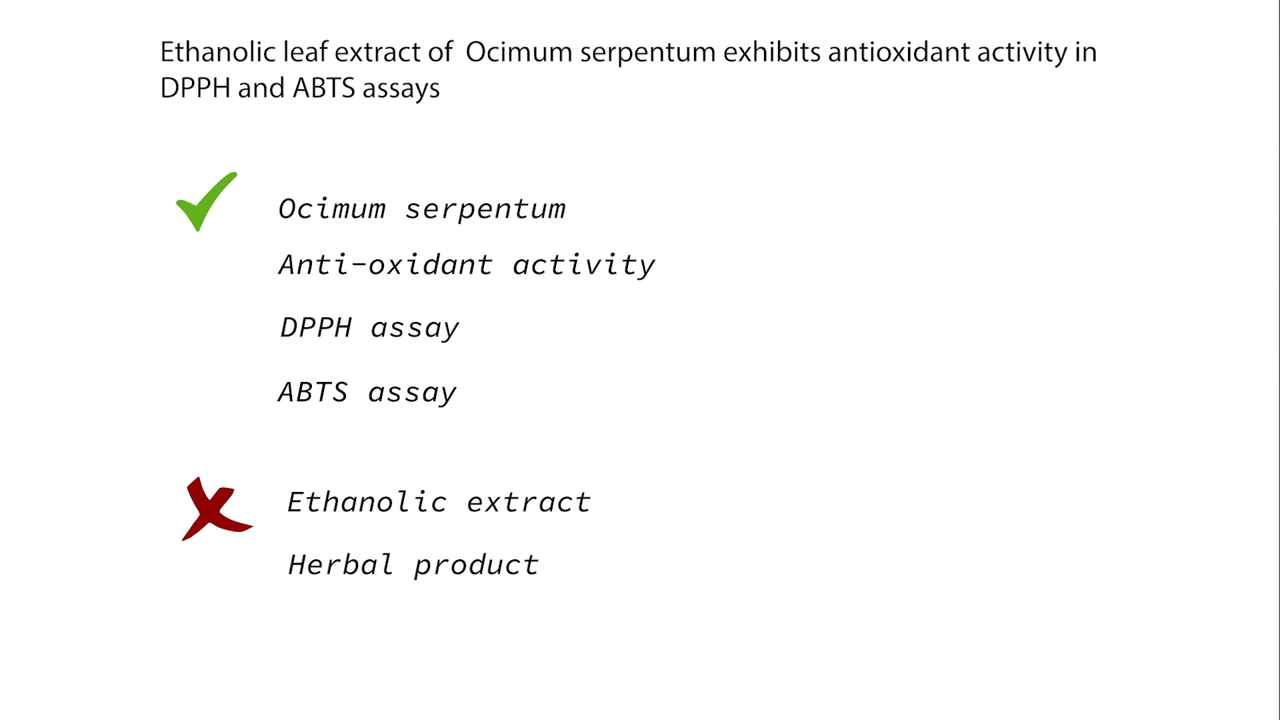 Ethanolic leaf extract of Ocimum serpentum exhibits antioxidant activity in
DPPH and ABTS assays
Ocimum serpentum
Anti-oxidant activity
DPPH assay
ABTS assay
Ethanolic extract
Herbal product